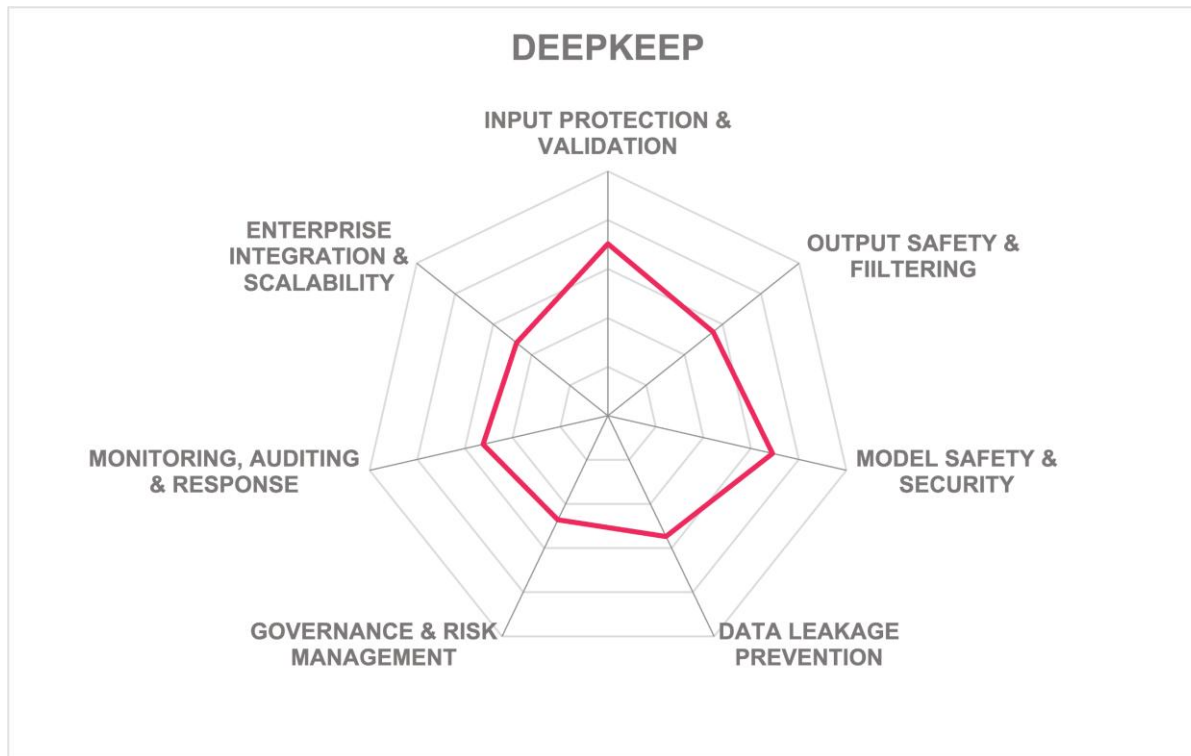 DEEPKEEP
INPUT PROTECTION &
VALIDATION
OUTPUT SAFETY &
FIILTERING
MODEL SAFETY &
SECURITY
DATA LEAKAGE
PREVENTION
GOVERNANCE & RISK
MANAGEMENT
MONITORING, AUDITING
& RESPONSE
ENTERPRISE
INTEGRATION &
SCALABILITY